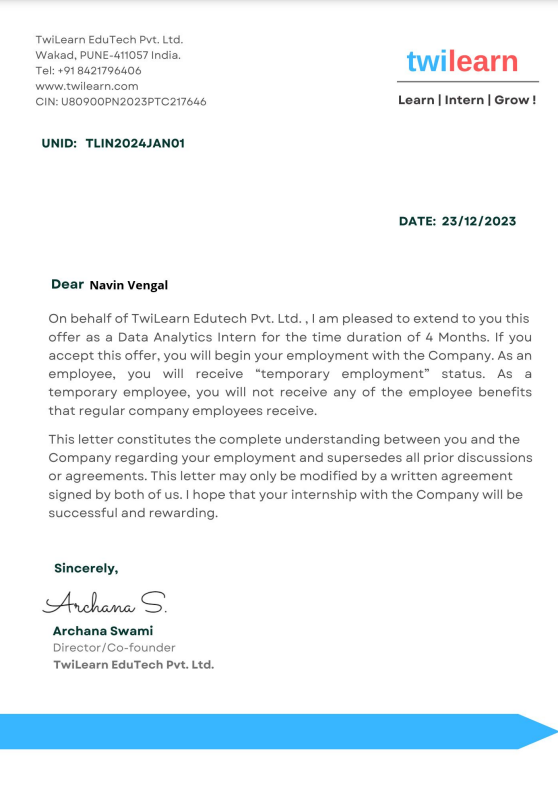 TwiLearn EduTech Pvt. Ltd.
Wakad, PUNE-411057 India.
Tel: +91 8421796406
www.twilearn.com
CIN: U80900PN2023PTC217646
twilearn
Learn | Intern | Grow !
UNID: TLIN2024JAN01
DATE: 23/12/2023
Dear Navin Vengal
On behalf of TwiLearn Edutech Pvt. Ltd. , I am pleased to extend to you this
offer as a Data Analytics Intern for the time duration of 4 Months. If you
accept this offer, you will begin your employment with the Company. As an
employee, you will receive “temporary employment” status. As a
temporary employee, you will not receive any of the employee benefits
that regular company employees receive.
This letter constitutes the complete understanding between you and the
Company regarding your employment and supersedes all prior discussions
or agreements. This letter may only be modified by a written agreement
signed by both of us. I hope that your internship with the Company will be
successful and rewarding.
Sincerely,
Archana S.
Archana Swami
Director/Co-founder
TwiLearn EduTech Pvt. Ltd.